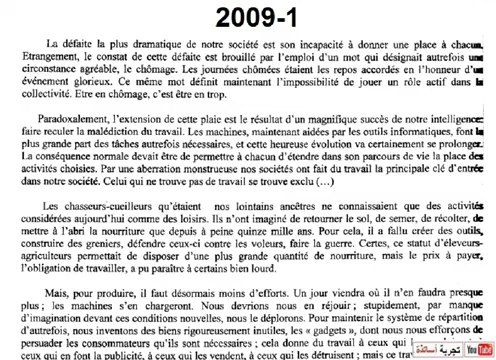 2009-1
La défaite la plus dramatique de notre société est son incapacité à donner une place à chacun.
Etrangement, le constat de cette défaite est brouillé par l'emploi d'un mot qui désignait autrefois une
circonstance agréable, le chômage. Les journées chômées étaient les repos accordés en l'honneur d'un
événement glorieux. Ce même mot définit maintenant l'impossibilité de jouer un rôle actif dans la
collectivité. Etre en chômage, c'est être en trop.
Paradoxalement, l'extension de cette plaie est le résultat d'un magnifique succès de notre intelligence:
faire reculer la malédiction du travail. Les machines, maintenant aidées par les outils informatiques, font la
plus grande part des tâches autrefois nécessaires, et cette heureuse évolution va certainement se prolonger.
La conséquence normale devait être de permettre à chacun d'étendre dans son parcours de vie la place des
activités choisies. Par une aberration monstrueuse nos sociétés ont fait du travail la principale clé d'entrée
dans notre société. Celui qui ne trouve pas de travail se trouve exclu (...)
Les chasseurs-cueilleurs qu'étaient nos lointains ancêtres ne connaissaient que des activités
considérées aujourd'hui comme des loisirs. Ils n'ont imaginé de retourner le sol, de semer, de récolter, de
mettre à l'abri la nourriture que depuis à peine quinze mille ans. Pour cela, il a fallu créer des outils,
construire des greniers, défendre ceux-ci contre les voleurs, faire la guerre. Certes, ce statut d'éleveurs-
agriculteurs permettait de disposer d'une plus grande quantité de nourriture, mais le prix à payer,
l'obligation de travailler, a pu paraître à certains bien lourd.
Mais, pour produire, il faut désormais moins d'efforts. Un jour viendra où il n'en faudra presque
plus ; les machines s'en chargeront. Nous devrions nous en réjouir ; stupidement, par manque
d'imagination devant ces conditions nouvelles, nous le déplorons. Pour maintenir le système de répartition
d'autrefois, nous inventons des biens rigoureusement inutiles, les « gadgets », dont nous nous efforçons de
persuader les consommateurs qu'ils sont nécessaires ; cela donne du travail à ceux qui
ceux qui en font la publicité, à ceux qui les vendent, à ceux qui les détruisent ; mais ce
تجربة أساتذة YouTube